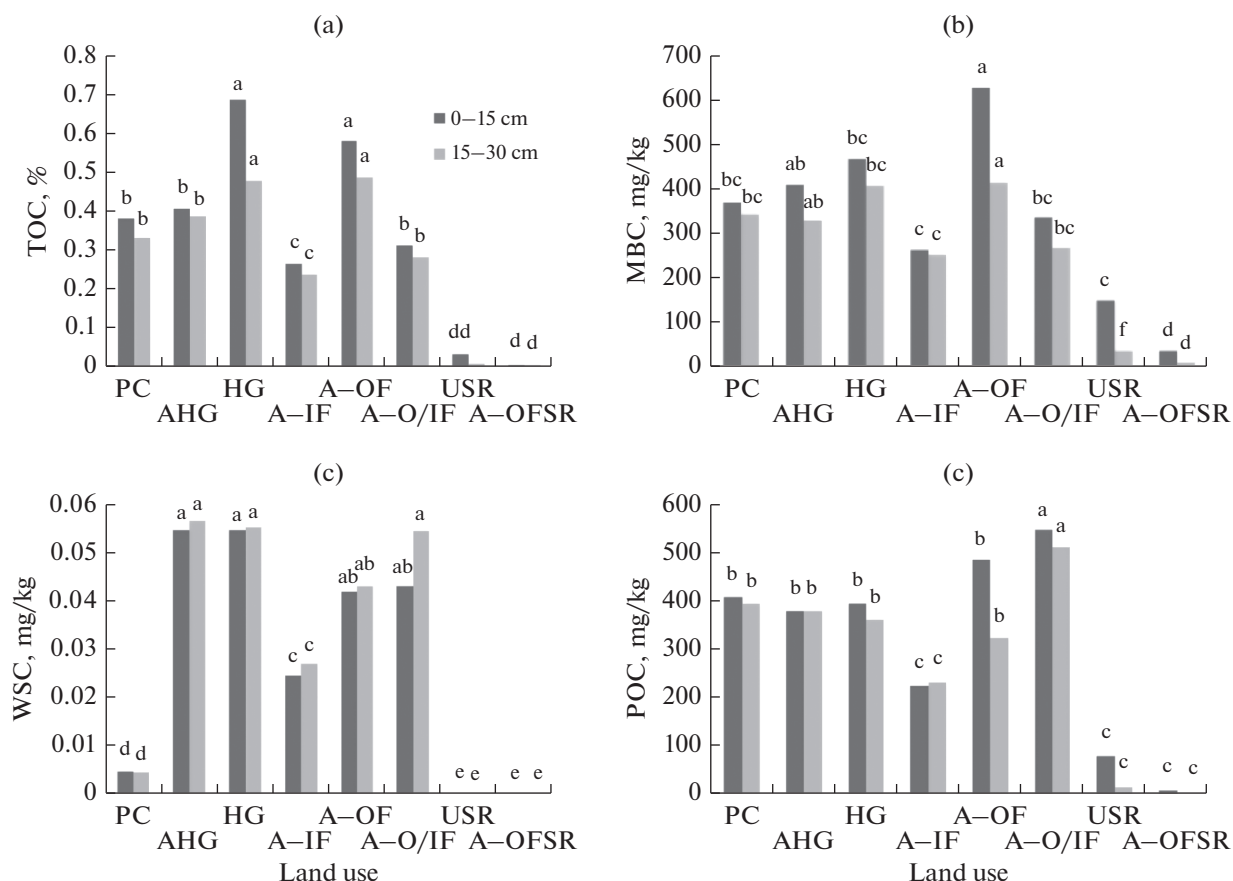 (a)
TOC, %
0.8
0.7
0.6
0.5
0.4
0.3
0.2
0.1
0
b b
b b
a a
c c
a a
b b
dd
d d
0–15 cm
15–30 cm
PC AHG HG A–IF A–OF A–O/IF USR A–OFSR
(b)
MBC, mg/kg
700
600
500
400
300
200
100
0
bc bc
ab ab
bc bc
c c
a a
bc bc
c f
d d
PC AHG HG A–IF A–OF A–O/IF USR A–OFSR
(c)
WSC, mg/kg
0.06
0.05
0.04
0.03
0.02
0.01
0
d d
a a
a a
c c
ab ab
ab a
e e
e e
PC AHG HG A–IF A–OF A–O/IF USR A–OFSR
Land use
(c)
POC, mg/kg
600
500
400
300
200
100
0
b b
b b
b b
c c
b b
a a
c c
c c
PC AHG HG A–IF A–OF A–O/IF USR A–OFSR
Land use